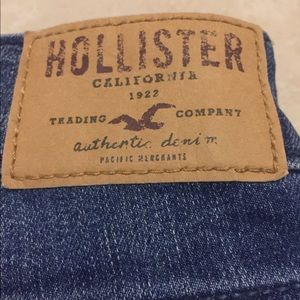 HOLLISTER
CALIFORNIA
1922
TRADING COMPANY
authentic denim
PACIFIC MERCHANTS